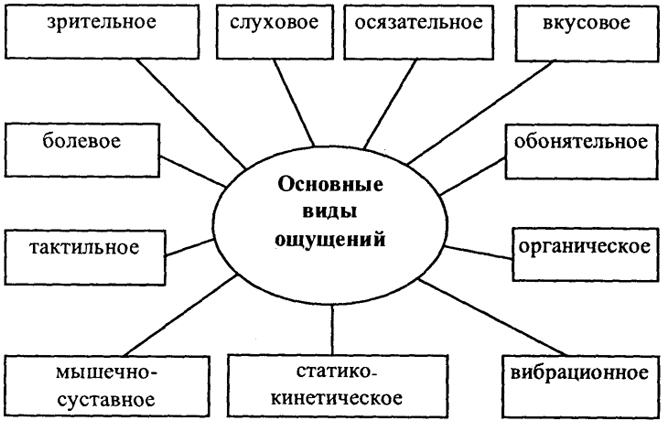 зрительное
слуховое
осязательное
вкусовое
болевое
обонятельное
Основные
виды
ощущений
тактильное
органическое
мышечно-
суставное
статико-
кинетическое
вибрационное